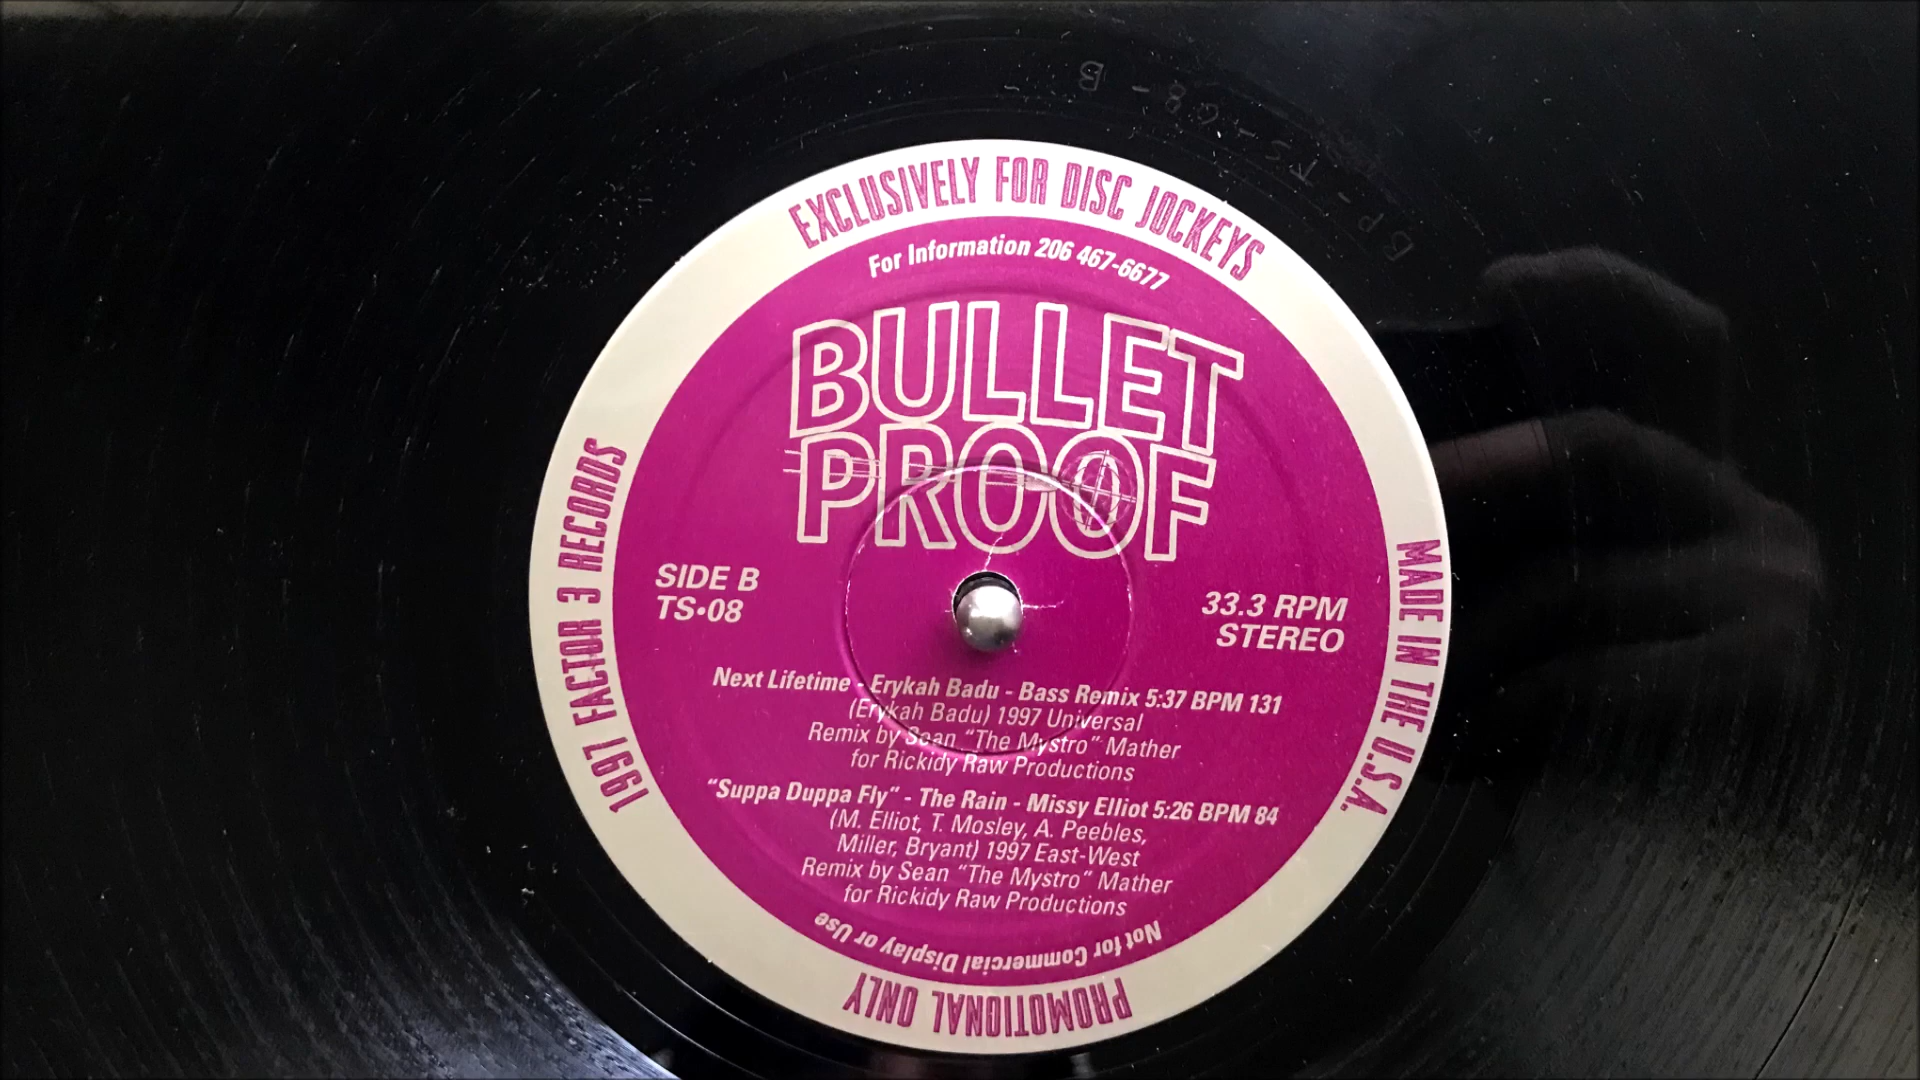 EXCLUSIVELY FOR DISC JOCKEYS
For Information 206 467-6677
BULLET
PROOF
SIDE B
TS•08
33.3 RPM
STEREO
Next Lifetime - Erykah Badu - Bass Remix 5:37 BPM 131
(Erykah Badu) 1997 Universal
Remix by Sean "The Mystro" Mather
for Rickidy Raw Productions
"Suppa Duppa Fly" - The Rain - Missy Elliot 5:26 BPM 84
(M. Elliot, T. Mosley, A. Peebles,
Miller, Bryant) 1997 East-West
Remix by Sean "The Mystro" Mather
for Rickidy Raw Productions
Not for Commercial Display or Use
PROMOTIONAL ONLY
1997 FACTOR 3 RECORDS
MADE IN THE U.S.A.